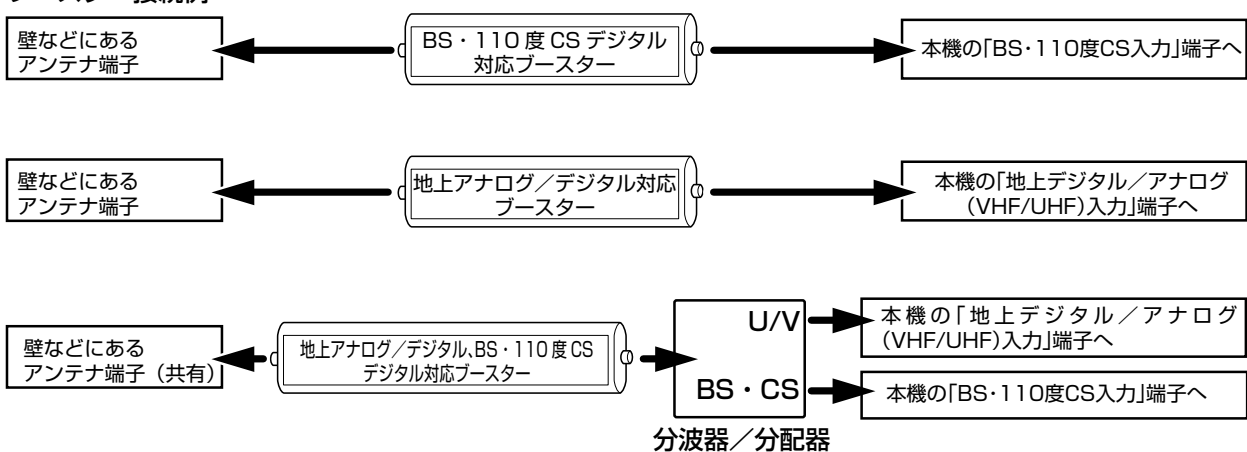 壁などにある
アンテナ端子
BS・110度CSデジタル
対応ブースター
本機の「BS・110度CS入力」端子へ
壁などにある
アンテナ端子
地上アナログ／デジタル対応
ブースター
本機の「地上デジタル／アナログ
(VHF/UHF)入力」端子へ
壁などにある
アンテナ端子（共有）
地上アナログ／デジタル、BS・110度CS
デジタル対応ブースター
U/V
BS・CS
分波器／分配器
本機の「地上デジタル／アナログ
(VHF/UHF)入力」端子へ
本機の「BS・110度CS入力」端子へ